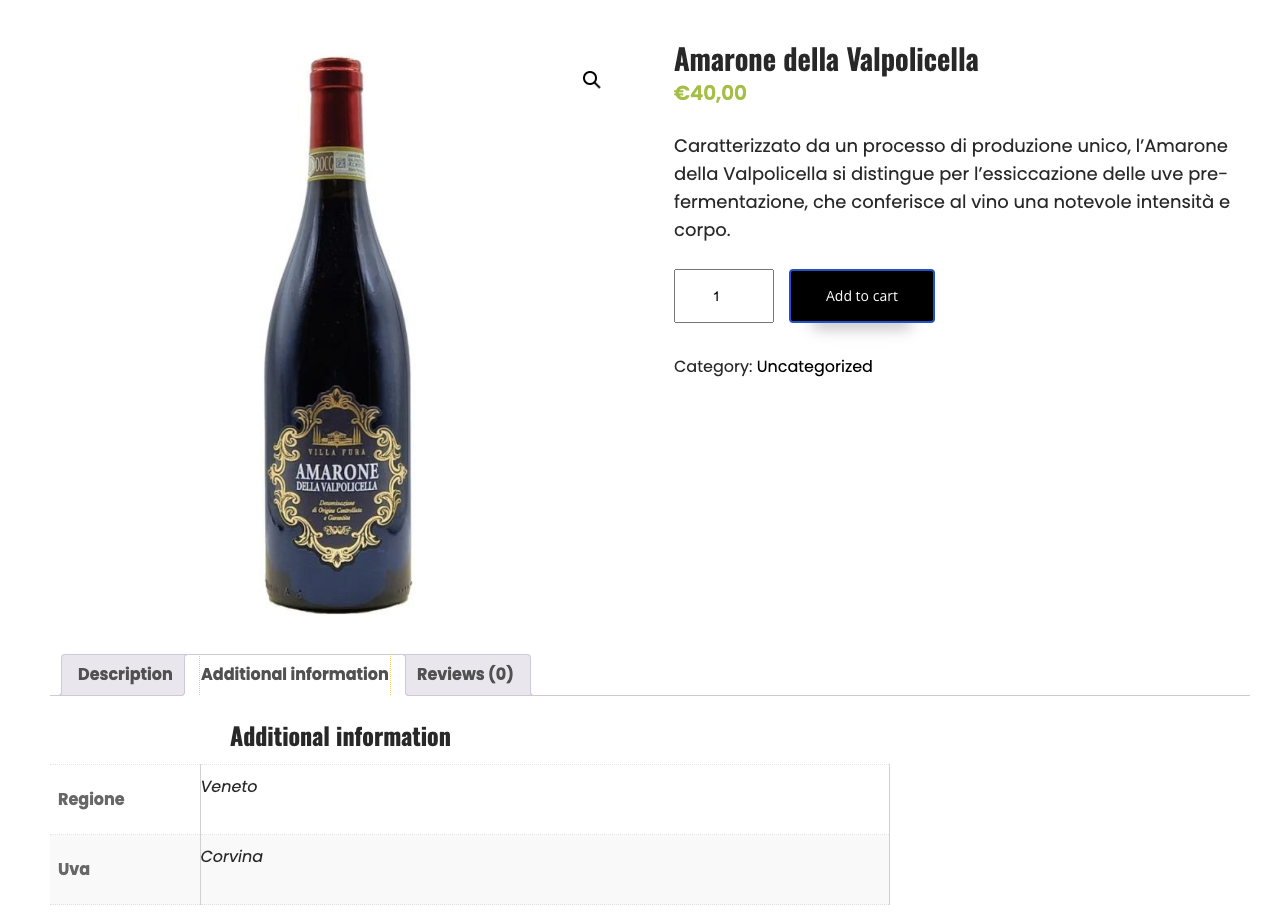 Amarone della Valpolicella
€40,00
Caratterizzato da un processo di produzione unico, l’Amarone
della Valpolicella si distingue per l’essiccazione delle uve pre-
fermentazione, che conferisce al vino una notevole intensità e
corpo.
1
Add to cart
Category: Uncategorized
DOCG
VILLA FURA
AMARONE
DELLA VALPOLICELLA
Denominazione
di Origine Controllata
e Garantita
Description
Additional information
Reviews (0)
Additional information
Regione
Veneto
Uva
Corvina